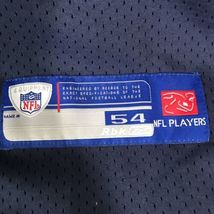 EQUIPMENT
NFL
ENGINEERED BY REEBOK TO THE
EXACT SPECIFICATIONS OF THE
NATIONAL FOOTBALL LEAGUE
54
Rbk
NFL PLAYERS